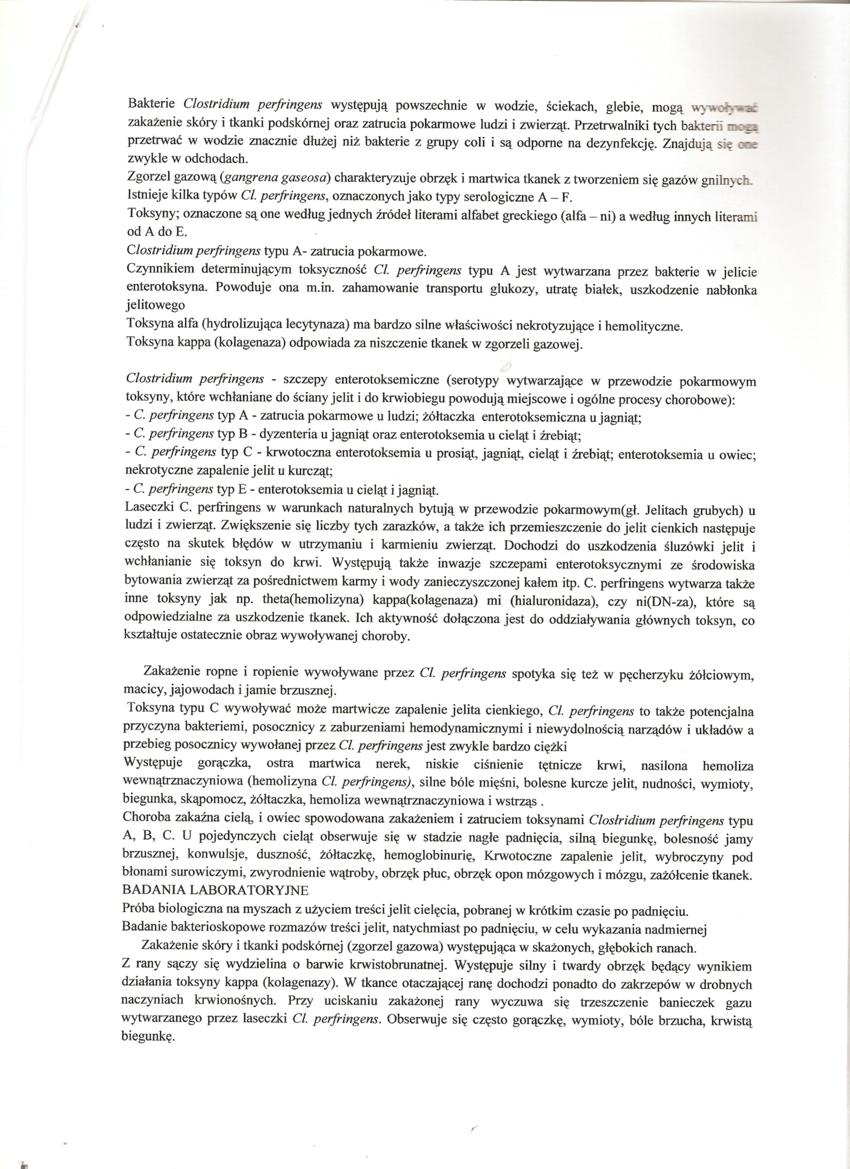 Bakterie Clostridium perfringens występują powszechnie w wodzie, ściekach, glebie, mogą wywoływać
zakażenie skóry i tkanki podskórnej oraz zatrucia pokarmowe ludzi i zwierząt. Przetrwalniki tych bakterii mogą
przetrwać w wodzie znacznie dłużej niż bakterie z grupy coli i są odporne na dezynfekcję. Znajdują się one
zwykle w odchodach.
Zgorzel gazową (gangrena gaseosa) charakteryzuje obrzęk i martwica tkanek z tworzeniem się gazów gnilnych.
Istnieje kilka typów Cl. perfringens, oznaczonych jako typy serologiczne A – F.
Toksyny; oznaczone są one według jednych źródeł literami alfabet greckiego (alfa – ni) a według innych literami
od A do E.
Clostridium perfringens typu A- zatrucia pokarmowe.
Czynnikiem determinującym toksyczność Cl. perfringens typu A jest wytwarzana przez bakterie w jelicie
enterotoksyna. Powoduje ona m.in. zahamowanie transportu glukozy, utratę białek, uszkodzenie nabłonka
jelitowego
Toksyna alfa (hydrolizująca lecytynaza) ma bardzo silne właściwości nekrotyzujące i hemolityczne.
Toksyna kappa (kolagenaza) odpowiada za niszczenie tkanek w zgorzeli gazowej.
Clostridium perfringens - szczepy enterotoksemiczne (serotypy wytwarzające w przewodzie pokarmowym
toksyny, które wchłaniane do ściany jelit i do krwiobiegu powodują miejscowe i ogólne procesy chorobowe):
- C. perfringens typ A - zatrucia pokarmowe u ludzi; żółtaczka enterotoksemiczna u jagniąt;
- C. perfringens typ B - dyzenteria u jagniąt oraz enterotoksemia u cieląt i źrebiąt;
- C. perfringens typ C - krwotoczna enterotoksemia u prosiąt, jagniąt, cieląt i źrebiąt; enterotoksemia u owiec;
nekrotyczne zapalenie jelit u kurcząt;
- C. perfringens typ E - enterotoksemia u cieląt i jagniąt.
Laseczki C. perfringens w warunkach naturalnych bytują w przewodzie pokarmowym(gł. Jelitach grubych) u
ludzi i zwierząt. Zwiększenie się liczby tych zarazków, a także ich przemieszczenie do jelit cienkich następuje
często na skutek błędów w utrzymaniu i karmieniu zwierząt. Dochodzi do uszkodzenia śluzówki jelit i
wchłanianie się toksyn do krwi. Występują także inwazje szczepami enterotoksycznymi ze środowiska
bytowania zwierząt za pośrednictwem karmy i wody zanieczyszczonej kałem itp. C. perfringens wytwarza także
inne toksyny jak np. theta(hemolizyna) kappa(kolagenaza) mi (hialuronidaza), czy ni(DN-za), które są
odpowiedzialne za uszkodzenie tkanek. Ich aktywność dołączona jest do oddziaływania głównych toksyn, co
kształtuje ostatecznie obraz wywoływanej choroby.
Zakażenie ropne i ropienie wywoływane przez Cl. perfringens spotyka się też w pęcherzyku żółciowym,
macicy, jajowodach i jamie brzusznej.
Toksyna typu C wywoływać może martwicze zapalenie jelita cienkiego, Cl. perfringens to także potencjalna
przyczyna bakteriemi, posocznicy z zaburzeniami hemodynamicznymi i niewydolnością narządów i układów a
przebieg posocznicy wywołanej przez Cl. perfringens jest zwykle bardzo ciężki
Występuje gorączka, ostra martwica nerek, niskie ciśnienie tętnicze krwi, nasilona hemoliza
wewnątrznaczyniowa (hemolizyna Cl. perfringens), silne bóle mięśni, bolesne kurcze jelit, nudności, wymioty,
biegunka, skąpomocz, żółtaczka, hemoliza wewnątrznaczyniowa i wstrząs .
Choroba zakaźna cielą, i owiec spowodowana zakażeniem i zatruciem toksynami Clostridium perfringens typu
A, B, C. U pojedynczych cieląt obserwuje się w stadzie nagłe padnięcia, silną biegunkę, bolesność jamy
brzusznej, konwulsje, duszność, żółtaczkę, hemoglobinurię, Krwotoczne zapalenie jelit, wybroczyny pod
błonami surowiczymi, zwyrodnienie wątroby, obrzęk płuc, obrzęk opon mózgowych i mózgu, zażółcenie tkanek.
BADANIA LABORATORYJNE
Próba biologiczna na myszach z użyciem treści jelit cielęcia, pobranej w krótkim czasie po padnięciu.
Badanie bakterioskopowe rozmazów treści jelit, natychmiast po padnięciu, w celu wykazania nadmiernej
Zakażenie skóry i tkanki podskórnej (zgorzel gazowa) występująca w skażonych, głębokich ranach.
Z rany sączy się wydzielina o barwie krwistobrunatnej. Występuje silny i twardy obrzęk będący wynikiem
działania toksyny kappa (kolagenazy). W tkance otaczającej ranę dochodzi ponadto do zakrzepów w drobnych
naczyniach krwionośnych. Przy uciskaniu zakażonej rany wyczuwa się trzeszczenie banieczek gazu
wytwarzanego przez laseczki Cl. perfringens. Obserwuje się często gorączkę, wymioty, bóle brzucha, krwistą
biegunkę.